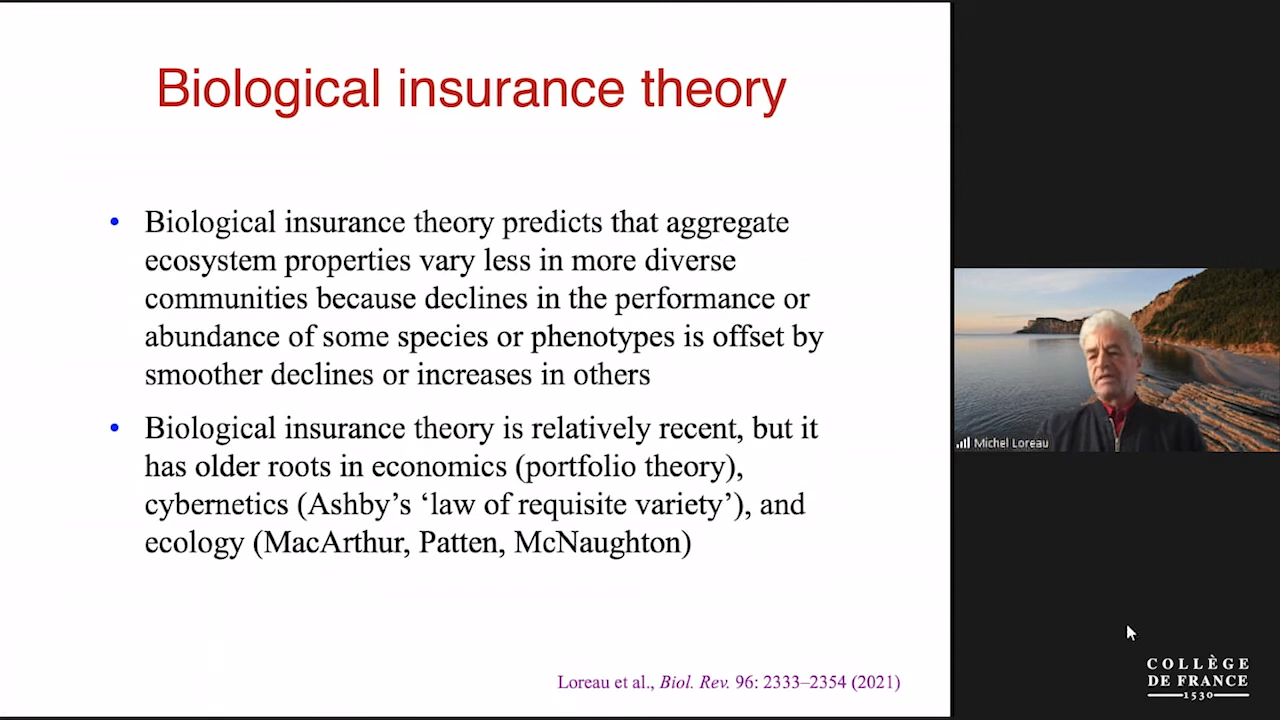 Biological insurance theory
• Biological insurance theory predicts that aggregate
ecosystem properties vary less in more diverse
communities because declines in the performance or
abundance of some species or phenotypes is offset by
smoother declines or increases in others
• Biological insurance theory is relatively recent, but it
has older roots in economics (portfolio theory),
cybernetics (Ashby’s ‘law of requisite variety’), and
ecology (MacArthur, Patten, McNaughton)
Loreau et al., Biol. Rev. 96: 2333–2354 (2021)
Michel Loreau
COLLÈGE
DE FRANCE
1530